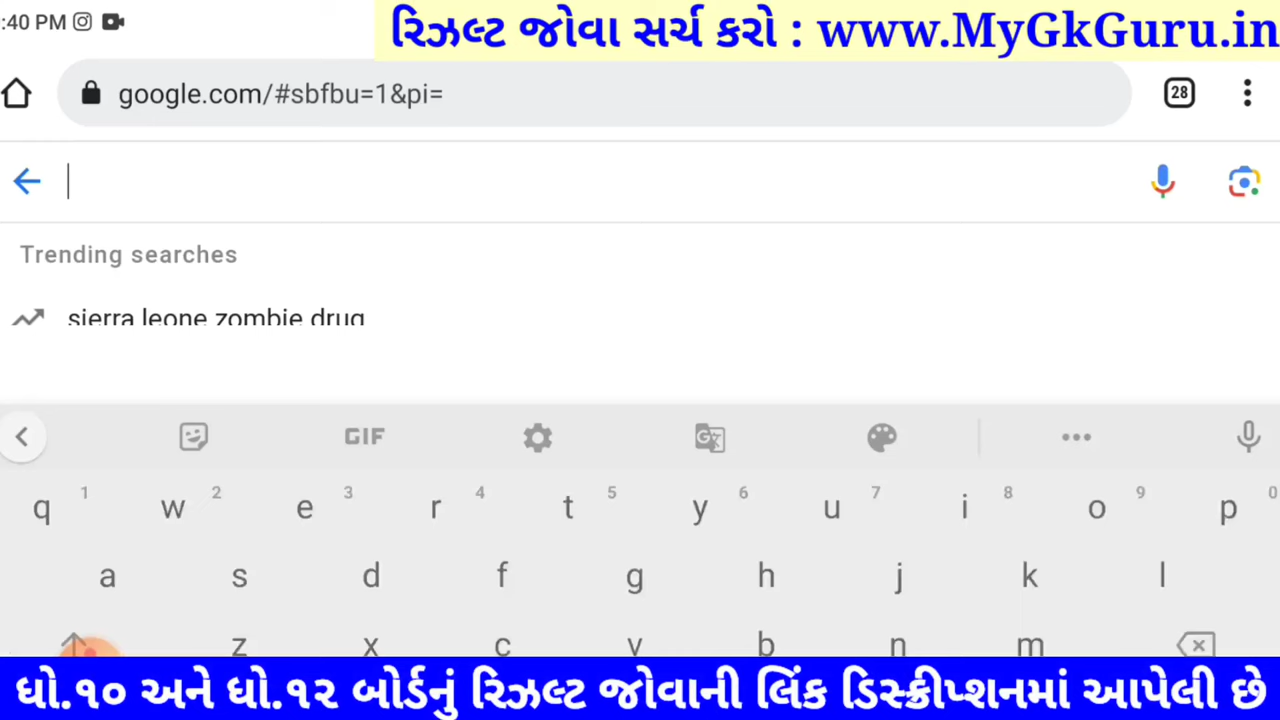 :40 PM
રિઝલ્ટ જોવા સર્ચ કરો : www.MyGkGuru.in
google.com/#sbfbu=1&pi=
28
Trending searches
sierra leone zombie drug
GIF
q 1 w 2 e 3 r 4 t 5 y 6 u 7 i 8 o 9 p 0
a s d f g h j k l
z x c v b n m
ધો.૧૦ અને ધો.૧૨ બોર્ડનું રિઝલ્ટ જોવાની લિંક ડિસ્ક્રીપ્શનમાં આપેલી છે